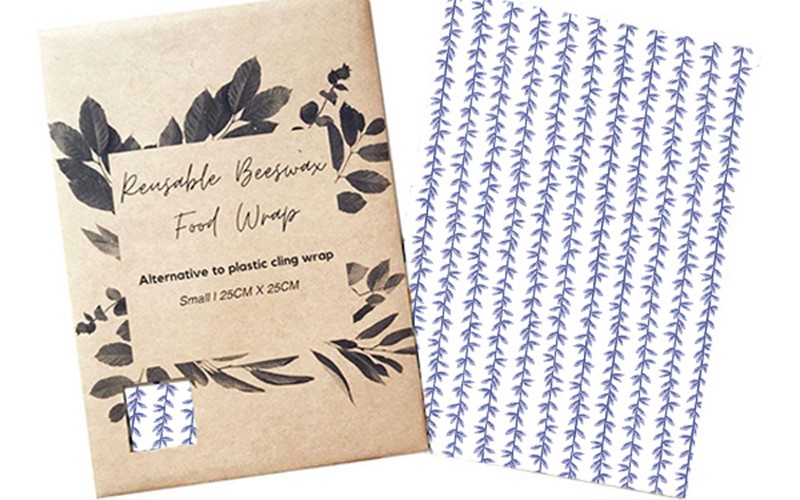 Reusable Beeswax
Food Wrap
Alternative to plastic cling wrap
Small | 25CM X 25CM